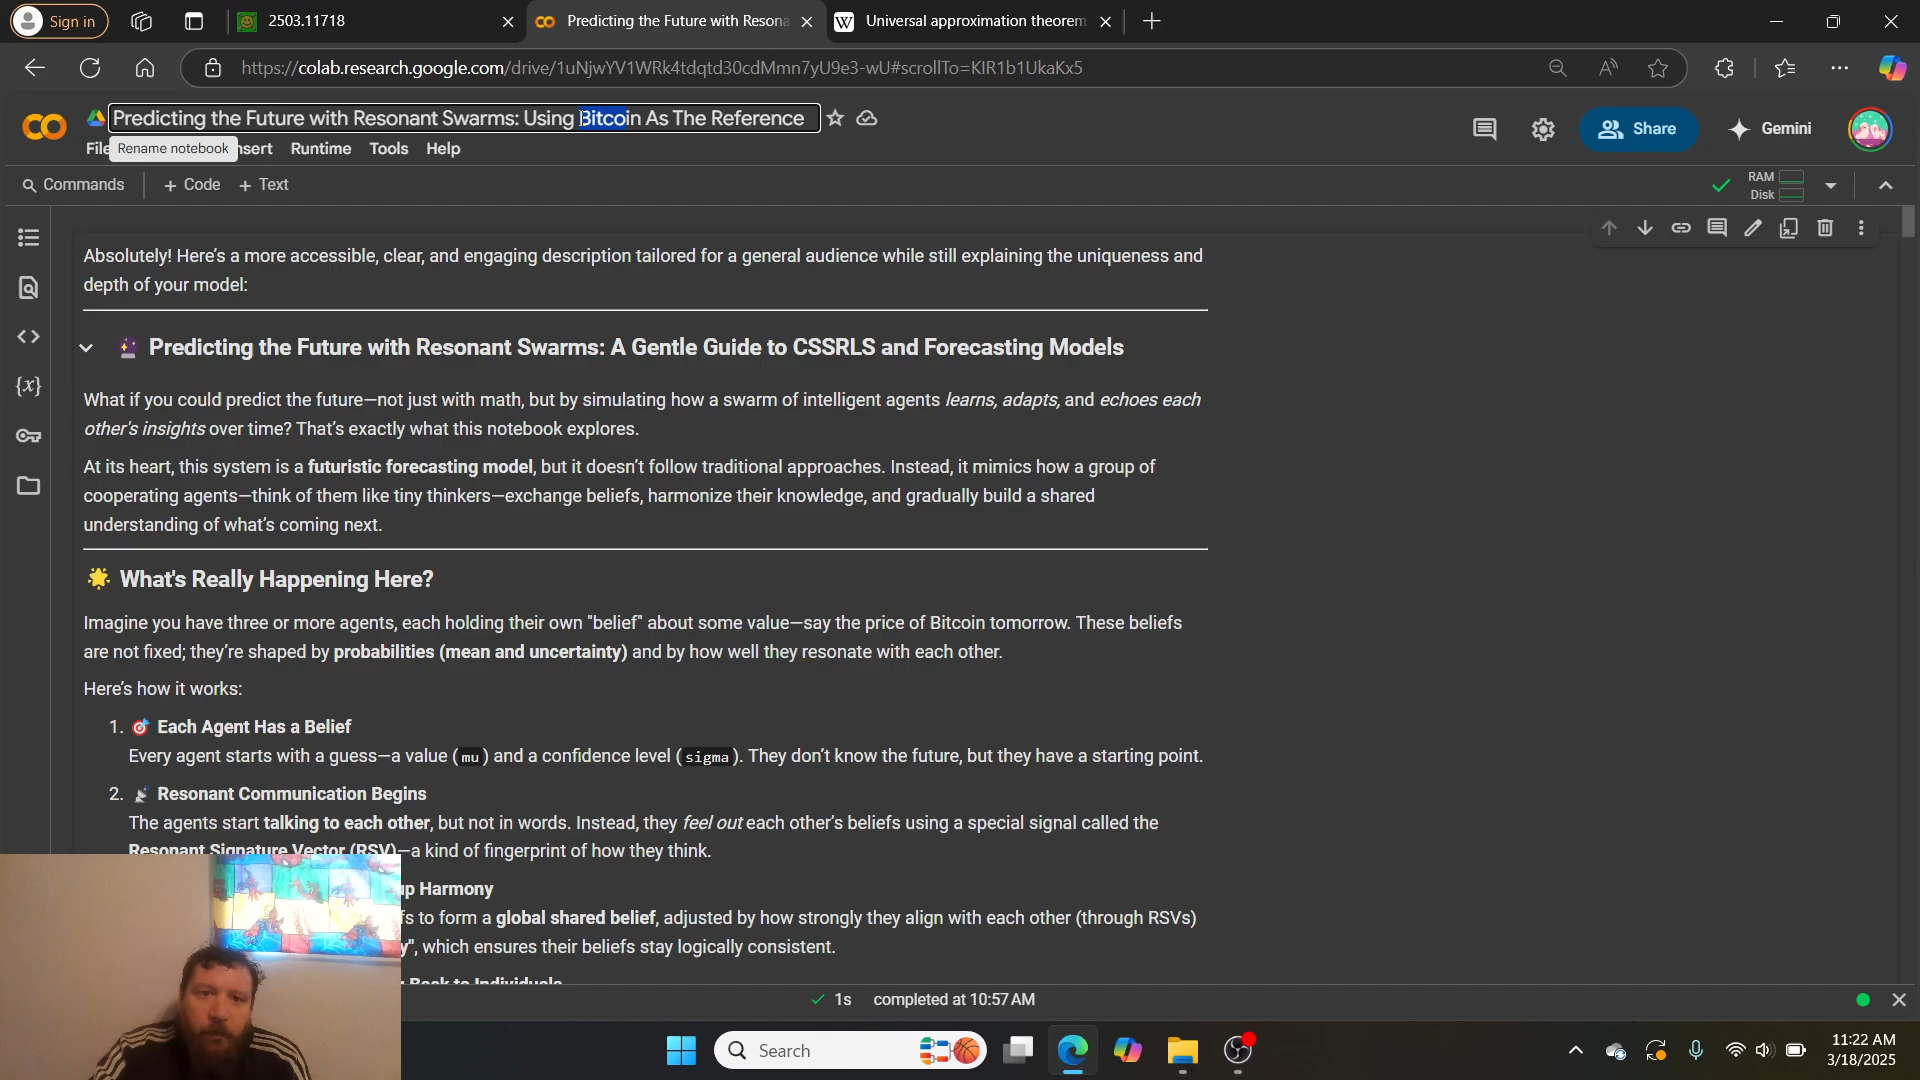 Sign in
2503.11718
Predicting the Future with Resona
Universal approximation theorem
https://colab.research.google.com/drive/1uNjwYV1WRk4tdqtd30cdMmn7yU9e3-wU#scrollTo=KIR1b1UkaKx5
Predicting the Future with Resonant Swarms: Using Bitcoin As The Reference
Share
Gemini
File
Rename notebook
nsert
Runtime
Tools
Help
Commands
+ Code
+ Text
RAM
Disk
Absolutely! Here's a more accessible, clear, and engaging description tailored for a general audience while still explaining the uniqueness and
depth of your model:
Predicting the Future with Resonant Swarms: A Gentle Guide to CSSRLS and Forecasting Models
What if you could predict the future—not just with math, but by simulating how a swarm of intelligent agents learns, adapts, and echoes each
other's insights over time? That's exactly what this notebook explores.
At its heart, this system is a futuristic forecasting model, but it doesn't follow traditional approaches. Instead, it mimics how a group of
cooperating agents—think of them like tiny thinkers—exchange beliefs, harmonize their knowledge, and gradually build a shared
understanding of what's coming next.
What's Really Happening Here?
Imagine you have three or more agents, each holding their own "belief" about some value—say the price of Bitcoin tomorrow. These beliefs
are not fixed; they're shaped by probabilities (mean and uncertainty) and by how well they resonate with each other.
Here's how it works:
1. Each Agent Has a Belief
Every agent starts with a guess—a value (mu) and a confidence level (sigma). They don't know the future, but they have a starting point.
2. Resonant Communication Begins
The agents start talking to each other, but not in words. Instead, they feel out each other's beliefs using a special signal called the
Resonant Signature Vector (RSV)—a kind of fingerprint of how they think.
up Harmony
fs to form a global shared belief, adjusted by how strongly they align with each other (through RSVs)
y", which ensures their beliefs stay logically consistent.
Back to Individuals
1s completed at 10:57 AM
Search
11:22 AM
3/18/2025